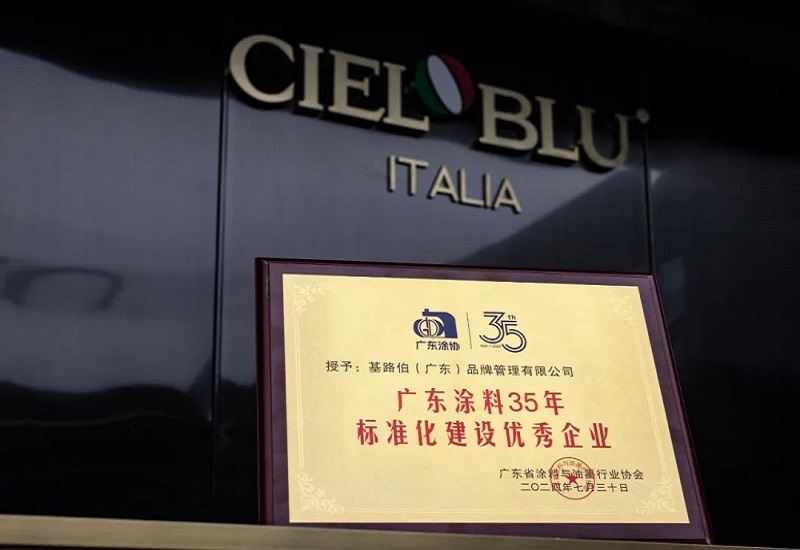 CIEL BLU
ITALIA
广东涂协
35th
授予：基路伯（广东）品牌管理有限公司
广东涂料35年
标准化建设优秀企业
广东省涂料与油墨行业协会
二〇二四年七月三十日